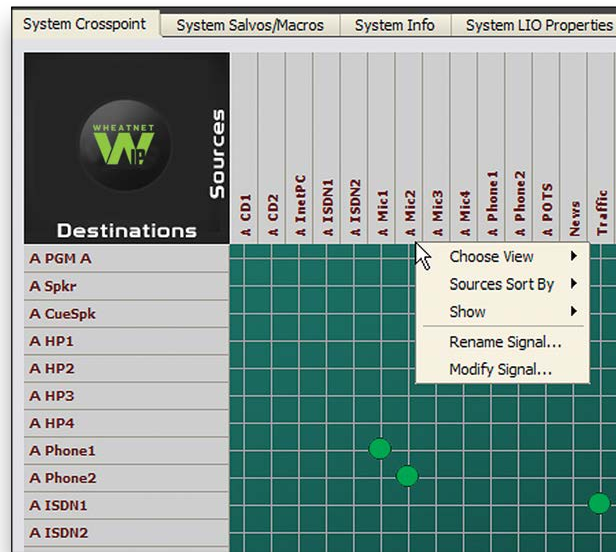 System Crosspoint
System Salvos/Macros
System Info
System LIO Properties
WHEATNET
W IP
Sources
Destinations
A CD1
A CD2
A InetPC
A ISDN1
A ISDN2
A Mic1
A Mic2
A Mic3
A Mic4
A Phone1
A Phone2
A POTS
News
Traffic
A PGM A
A Spkr
A CueSpk
A HP1
A HP2
A HP3
A HP4
A Phone1
A Phone2
A ISDN1
A ISDN2
Choose View
Sources Sort By
Show
Rename Signal...
Modify Signal...